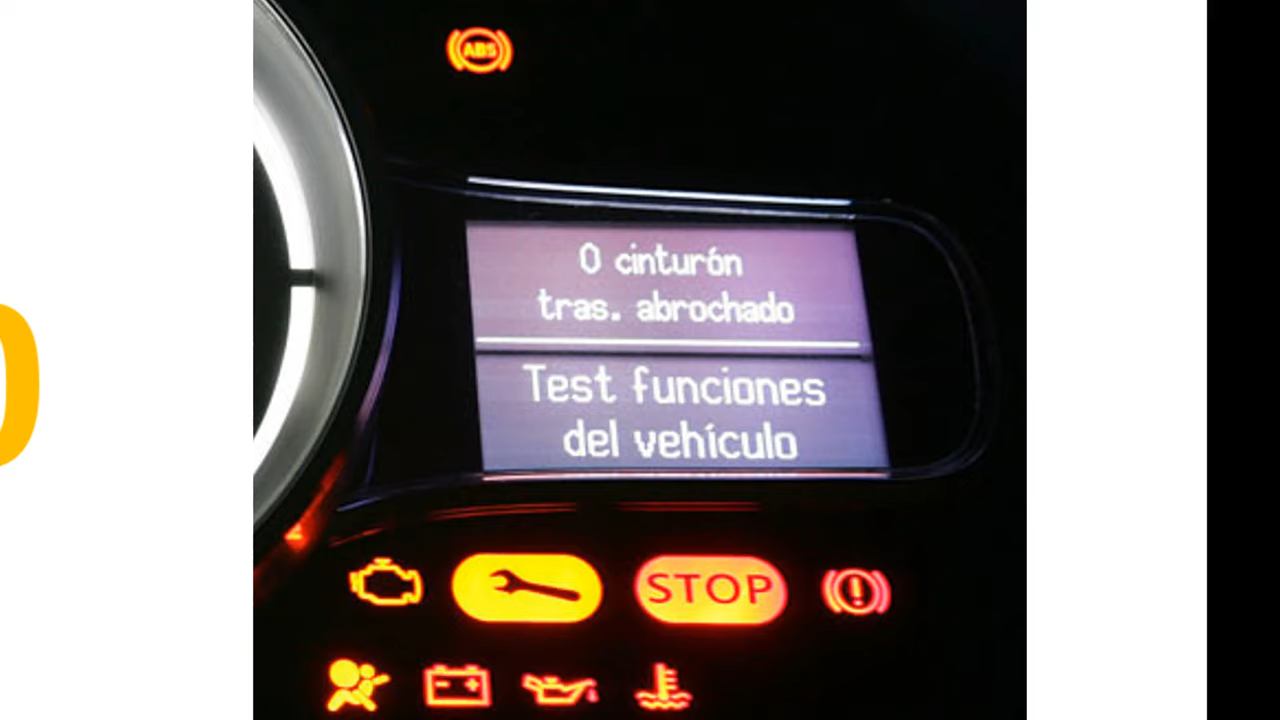 ABS
0 cinturón
tras. abrochado
Test funciones
del vehículo
STOP